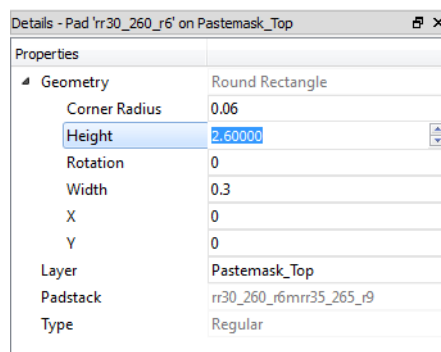 Details - Pad 'rr30_260_r6' on Pastemask_Top
Properties
Geometry Round Rectangle
Corner Radius 0.06
Height 2.60000
Rotation 0
Width 0.3
X 0
Y 0
Layer Pastemask_Top
Padstack rr30_260_r6mrr35_265_r9
Type Regular